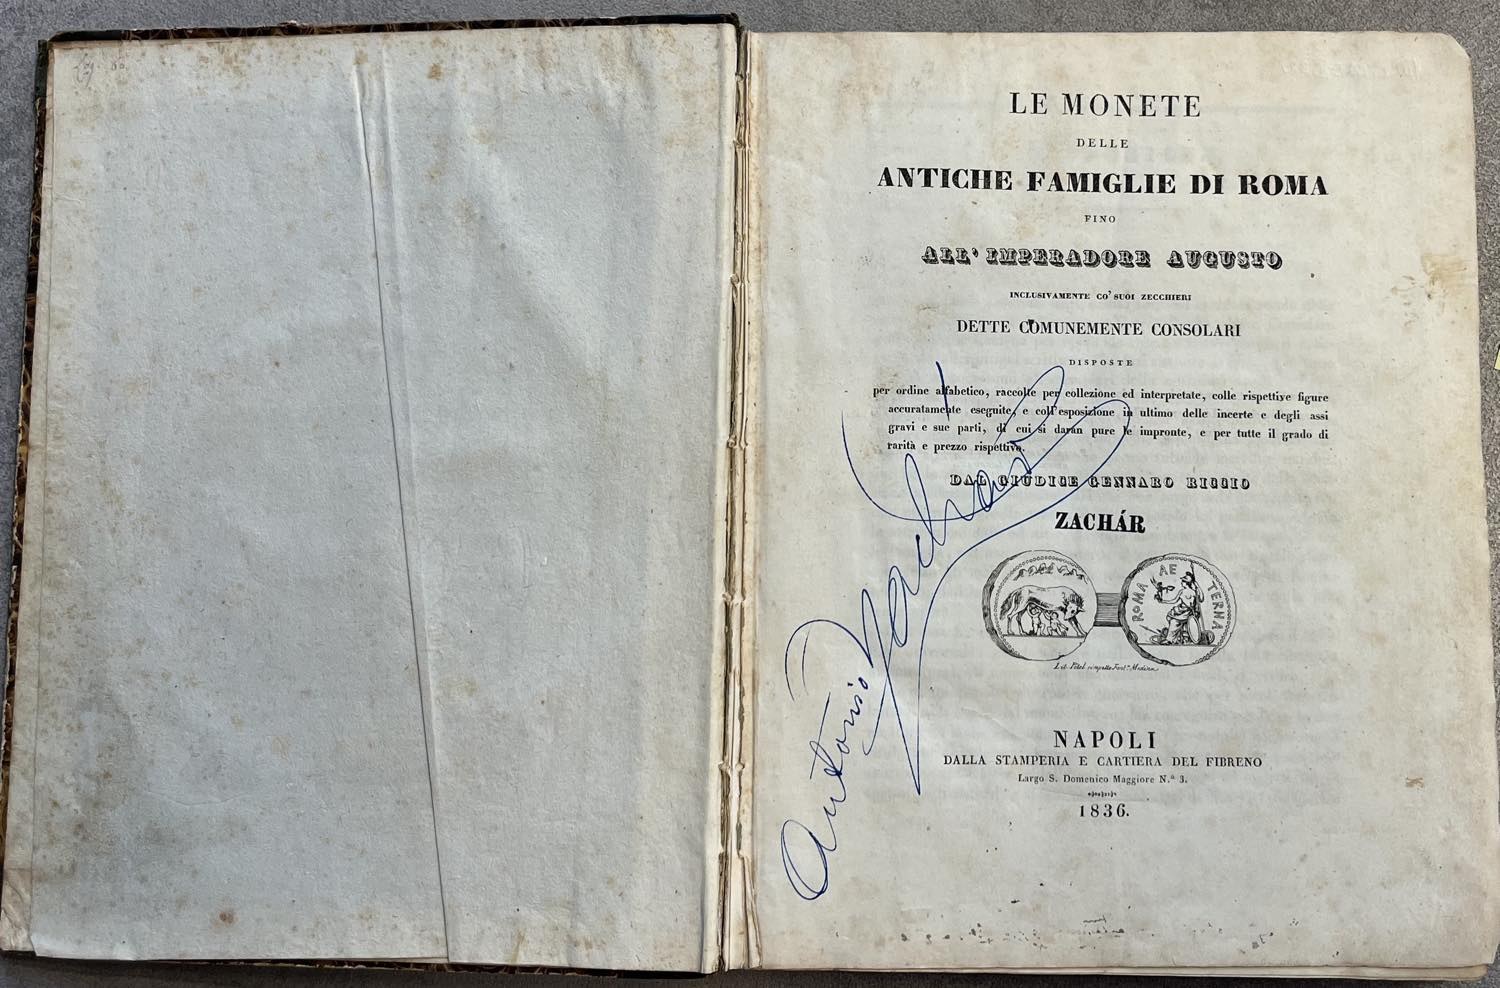 LE MONETE
DELLE
ANTICHE FAMIGLIE DI ROMA
FINO
ALL' IMPERADORE AUGUSTO
INCLUSIVAMENTE CO' SUOI ZECCHIERI
DETTE COMUNEMENTE CONSOLARI
DISPOSTE
per ordine alfabetico, raccolte per collezione ed interpretate, colle rispettive figure
accuratamente eseguite, e coll'esposizione in ultimo delle incerte e degli assi
gravi e sue parti, di cui si daran pure le impronte, e per tutte il grado di
rarità e prezzo rispettivo.
DAL GIUDICE GENNARO RICCIO
ZACHÁR
ROMA AE TERNA
Lit. Medina
NAPOLI
DALLA STAMPERIA E CARTIERA DEL FIBRENO
Largo S. Domenico Maggiore N.º 3.
1836.
Antonio